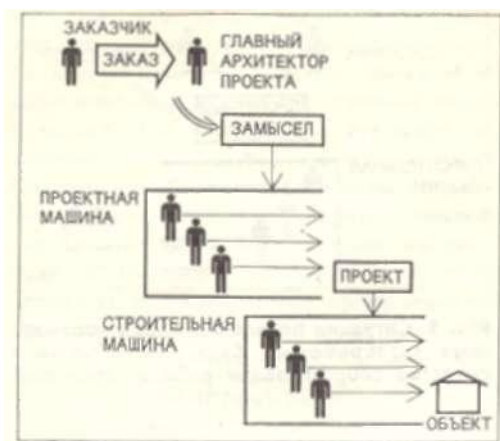 ЗАКАЗЧИК
ЗАКАЗ
ГЛАВНЫЙ
АРХИТЕКТОР
ПРОЕКТА
ЗАМЫСЕЛ
ПРОЕКТНАЯ
МАШИНА
ПРОЕКТ
СТРОИТЕЛЬНАЯ
МАШИНА
ОБЪЕКТ